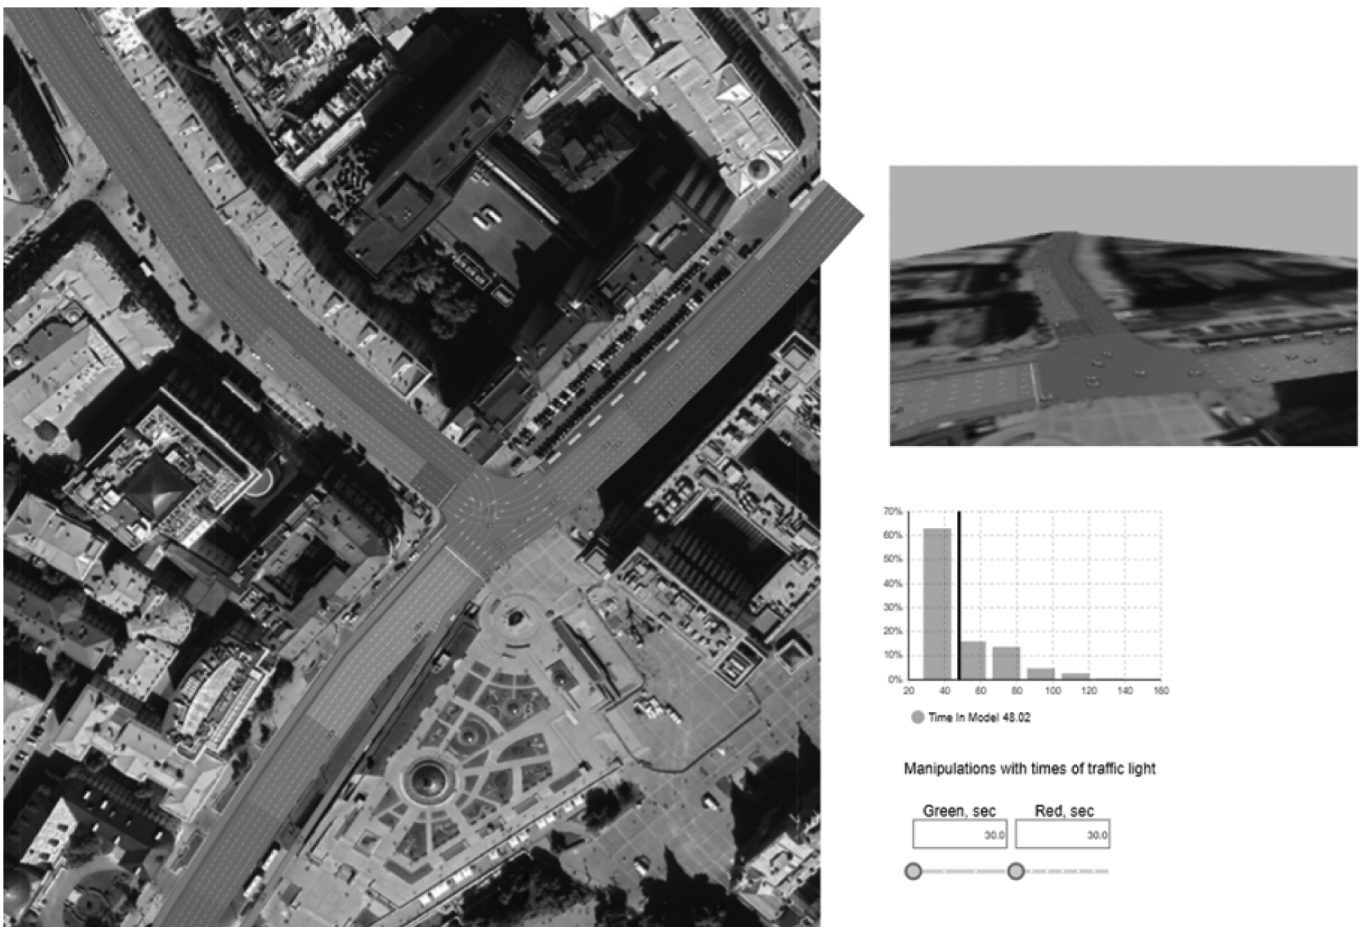 70%
60%
50%
40%
30%
20%
10%
0%
20 40 60 80 100 120 140 160
Time In Model 48.02
Manipulations with times of traffic light
Green, sec Red, sec
30.0 30.0